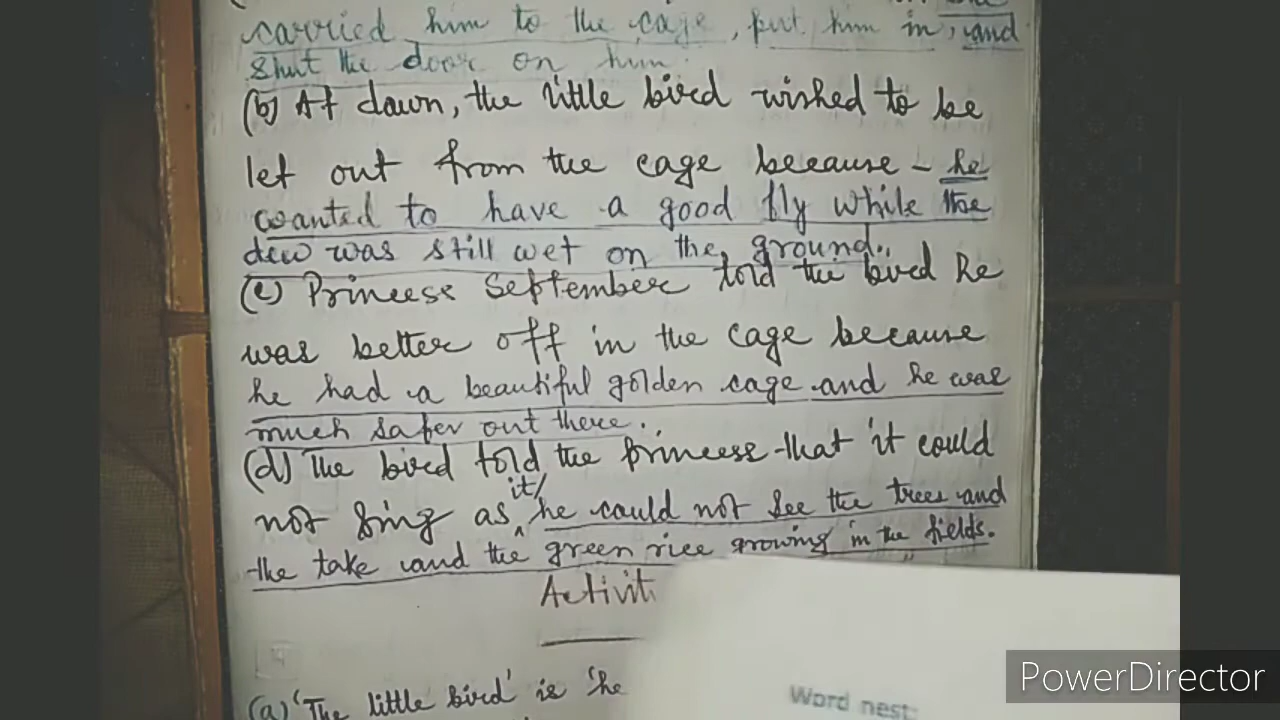 carried him to the cage, put him in, and
shut the door on him.
(b) At dawn, the little bird wished to be
let out from the cage because - he
wanted to have a good fly while the
dew was still wet on the ground.
(c) Princess September told the bird he
was better off in the cage because
he had a beautiful golden cage and he was
much safer out there.
(d) The bird told the princess that it could
not sing as it/ he could not see the trees and
the take and the green rice growing in the fields.
Activit
(a) 'The little bird' is 'he
Word nest:
PowerDirector